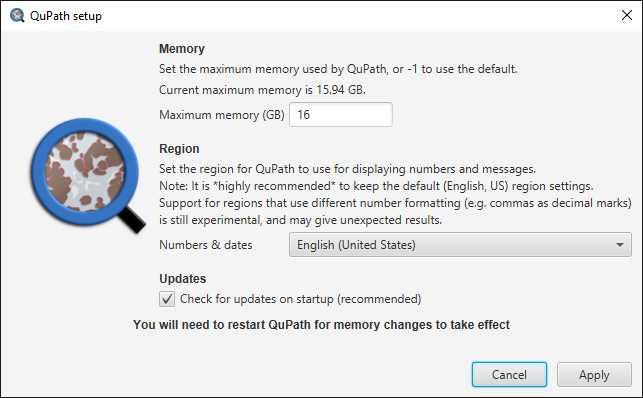 QuPath setup
Memory
Set the maximum memory used by QuPath, or -1 to use the default.
Current maximum memory is 15.94 GB.
Maximum memory (GB) 16
Region
Set the region for QuPath to use for displaying numbers and messages.
Note: It is *highly recommended* to keep the default (English, US) region settings.
Support for regions that use different number formatting (e.g. commas as decimal marks)
is still experimental, and may give unexpected results.
Numbers & dates English (United States)
Updates
Check for updates on startup (recommended)
You will need to restart QuPath for memory changes to take effect
Cancel Apply